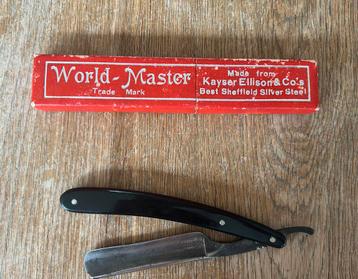 World-Master
Trade Mark
Made from
Kayser Ellison & Co's
Best Sheffield Silver Steel